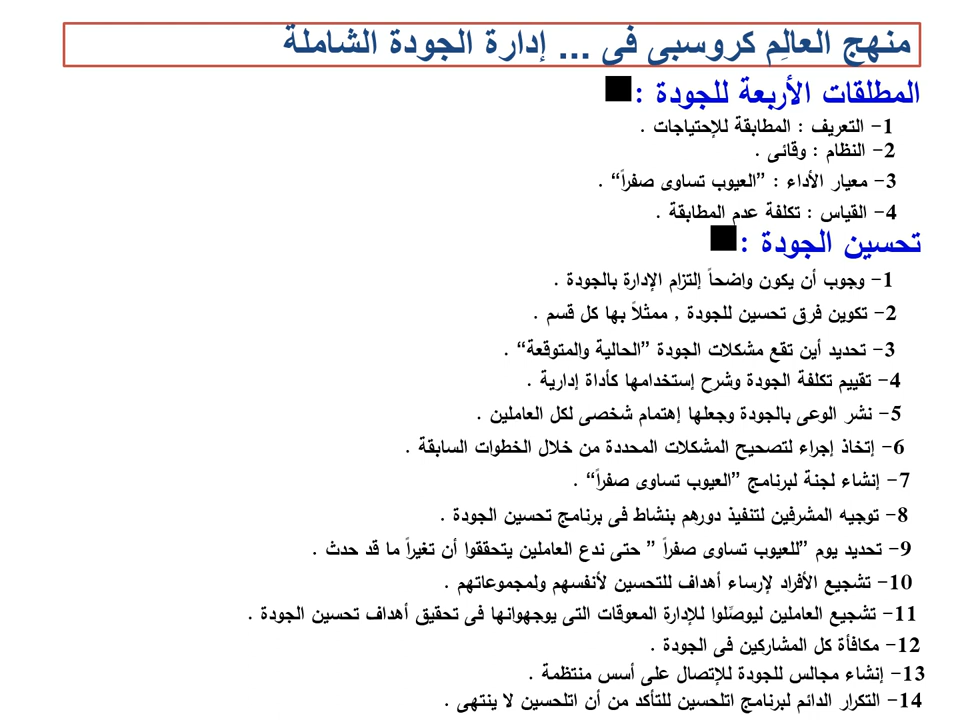 منهج العالِم كروسبى فى ... إدارة الجودة الشاملة
المطلقات الأربعة للجودة :
1- التعريف : المطابقة للإحتياجات .
2- النظام : وقائى .
3- معيار الأداء : ”العيوب تساوى صفراً“ .
4- القياس : تكلفة عدم المطابقة .
تحسين الجودة :
1- وجوب أن يكون واضحاً إلتزام الإدارة بالجودة .
2- تكوين فرق تحسين للجودة , ممثلاً بها كل قسم .
3- تحديد أين تقع مشكلات الجودة ”الحالية والمتوقعة“ .
4- تقييم تكلفة الجودة وشرح إستخدامها كأداة إدارية .
5- نشر الوعى بالجودة وجعلها إهتمام شخصى لكل العاملين .
6- إتخاذ إجراء لتصحيح المشكلات المحددة من خلال الخطوات السابقة .
7- إنشاء لجنة لبرنامج ”العيوب تساوى صفراً“ .
8- توجيه المشرفين لتنفيذ دورهم بنشاط فى برنامج تحسين الجودة .
9- تحديد يوم ”للعيوب تساوى صفراً ” حتى ندع العاملين يتحققوا أن تغيراً ما قد حدث .
10- تشجيع الأفراد لإرساء أهداف للتحسين لأنفسهم ولمجموعاتهم .
11- تشجيع العاملين ليوصًلوا للإدارة المعوقات التى يوجهوانها فى تحقيق أهداف تحسين الجودة .
12- مكافأة كل المشاركين فى الجودة .
13- إنشاء مجالس للجودة للإتصال على أسس منتظمة .
14- التكرار الدائم لبرنامج اتلحسين للتأكد من أن اتلحسين لا ينتهى .